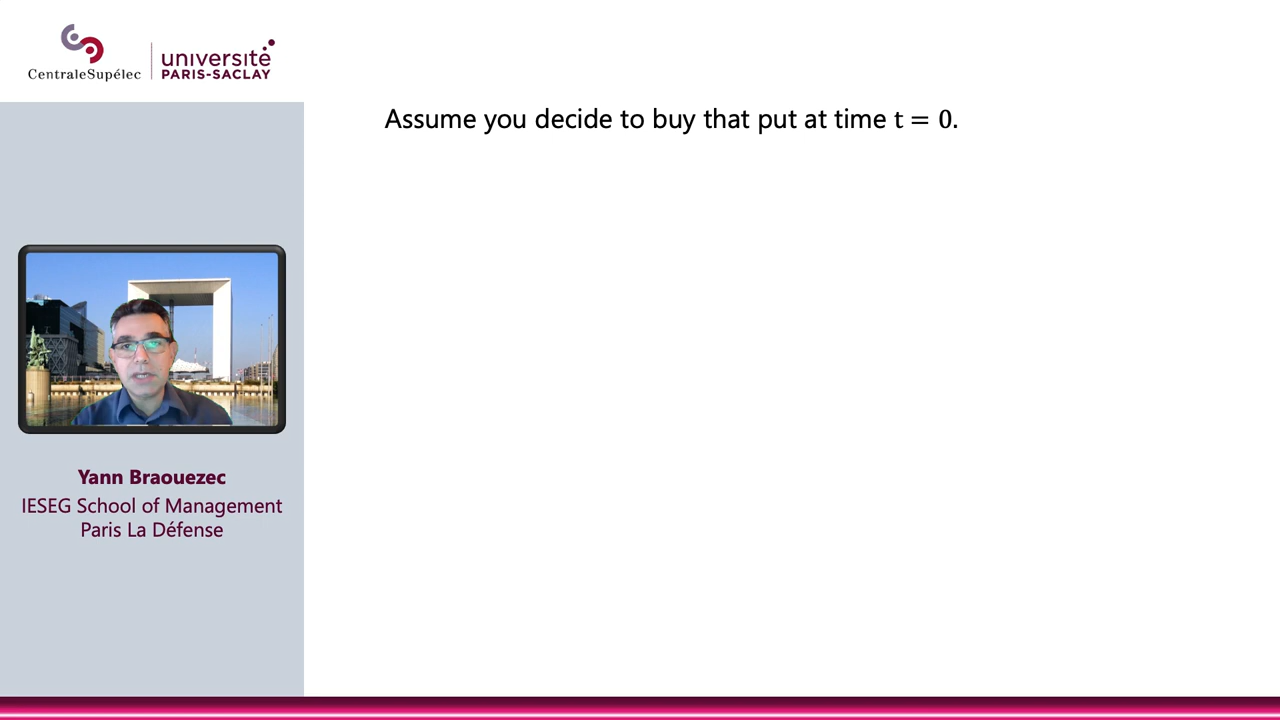 CentraleSupélec
université
PARIS-SACLAY
Assume you decide to buy that put at time t = 0.
Yann Braouezec
IESEG School of Management
Paris La Défense